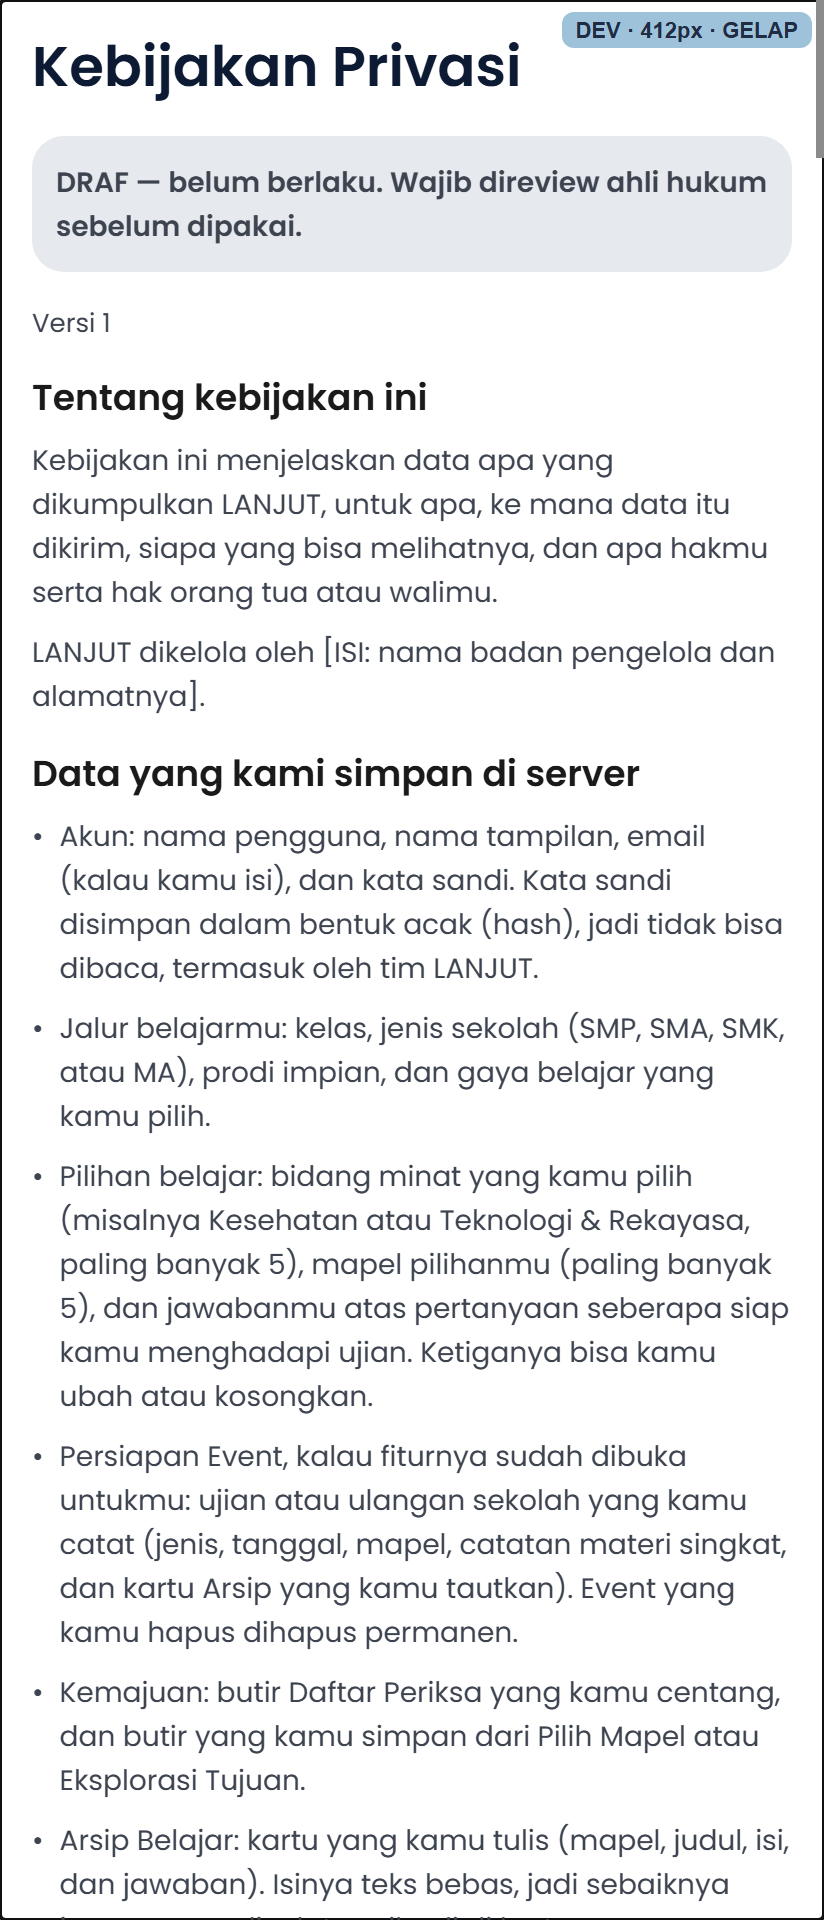 DEV · 412px · GELAP
Kebijakan Privasi
DRAF — belum berlaku. Wajib direview ahli hukum
sebelum dipakai.
Versi 1
Tentang kebijakan ini
Kebijakan ini menjelaskan data apa yang
dikumpulkan LANJUT, untuk apa, ke mana data itu
dikirim, siapa yang bisa melihatnya, dan apa hakmu
serta hak orang tua atau walimu.
LANJUT dikelola oleh [ISI: nama badan pengelola dan
alamatnya].
Data yang kami simpan di server
• Akun: nama pengguna, nama tampilan, email
(kalau kamu isi), dan kata sandi. Kata sandi
disimpan dalam bentuk acak (hash), jadi tidak bisa
dibaca, termasuk oleh tim LANJUT.
• Jalur belajarmu: kelas, jenis sekolah (SMP, SMA, SMK,
atau MA), prodi impian, dan gaya belajar yang
kamu pilih.
• Pilihan belajar: bidang minat yang kamu pilih
(misalnya Kesehatan atau Teknologi & Rekayasa,
paling banyak 5), mapel pilihanmu (paling banyak
5), dan jawabanmu atas pertanyaan seberapa siap
kamu menghadapi ujian. Ketiganya bisa kamu
ubah atau kosongkan.
• Persiapan Event, kalau fiturnya sudah dibuka
untukmu: ujian atau ulangan sekolah yang kamu
catat (jenis, tanggal, mapel, catatan materi singkat,
dan kartu Arsip yang kamu tautkan). Event yang
kamu hapus dihapus permanen.
• Kemajuan: butir Daftar Periksa yang kamu centang,
dan butir yang kamu simpan dari Pilih Mapel atau
Eksplorasi Tujuan.
• Arsip Belajar: kartu yang kamu tulis (mapel, judul, isi,
dan jawaban). Isinya teks bebas, jadi sebaiknya